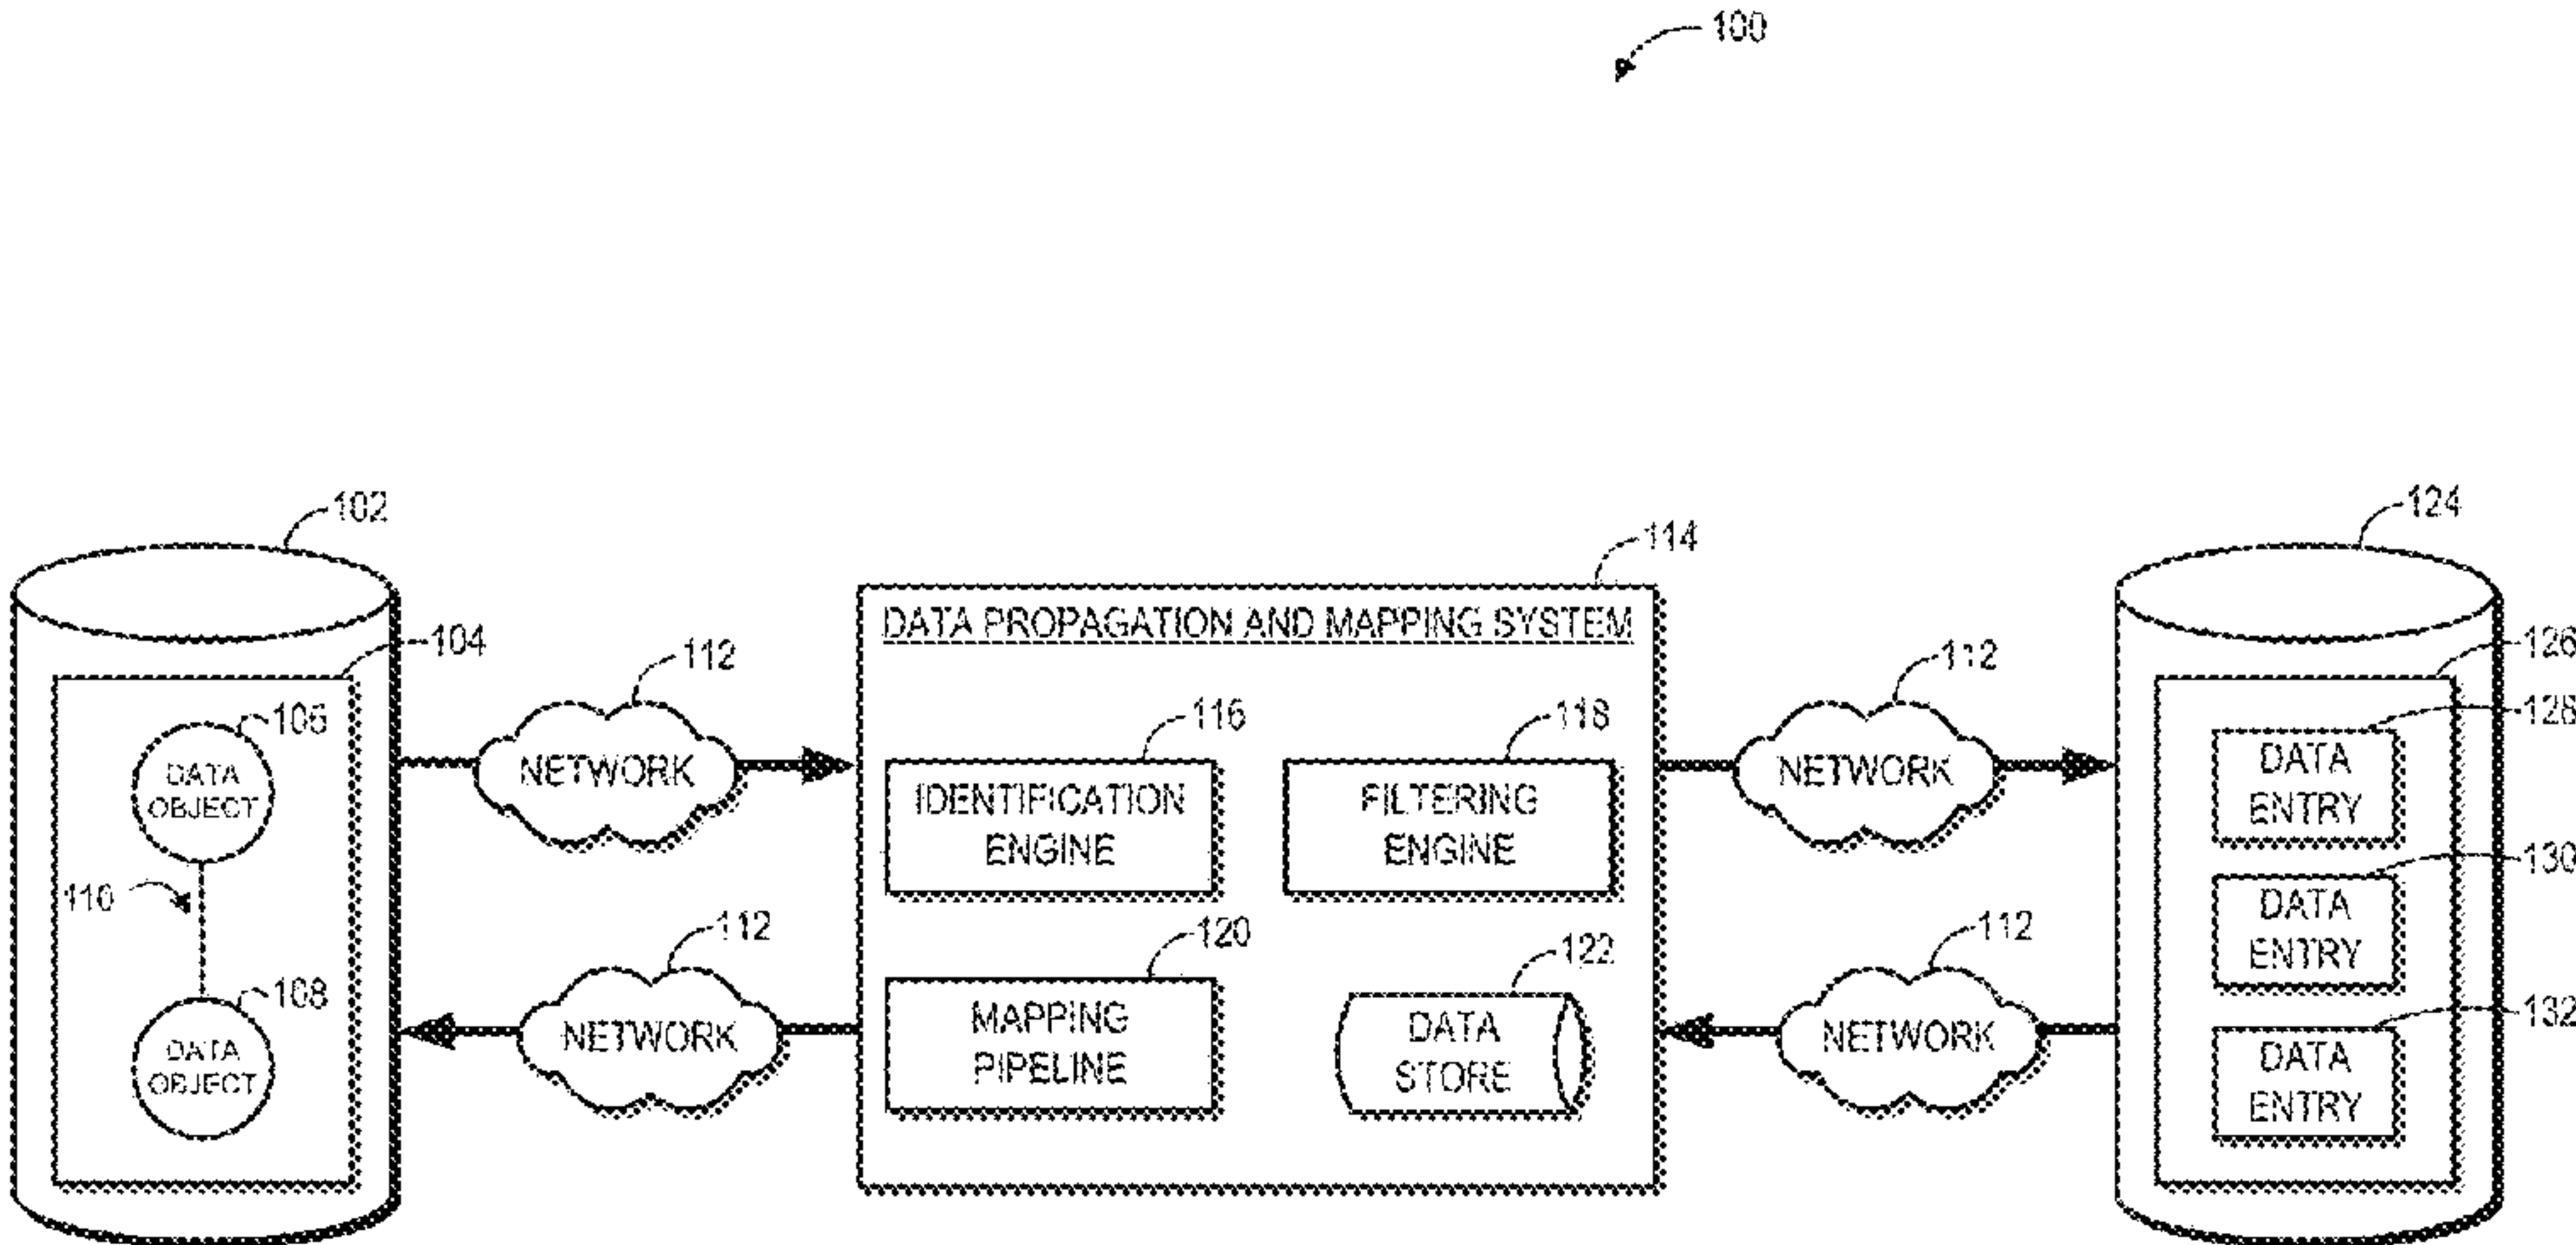 100
102
124
114
DATA PROPAGATION AND MAPPING SYSTEM
104
126
112
112
106
116
118
128
DATA
OBJECT
NETWORK
IDENTIFICATION
ENGINE
FILTERING
ENGINE
NETWORK
DATA
ENTRY
110
130
DATA
ENTRY
112
120
122
112
108
132
DATA
OBJECT
NETWORK
MAPPING
PIPELINE
DATA
STORE
NETWORK
DATA
ENTRY